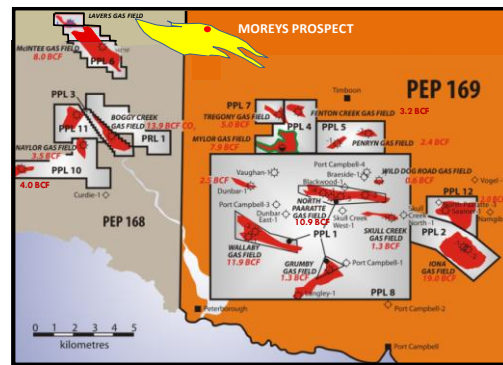 LAVERS GAS FIELD
MOREYS PROSPECT
McINTEE GAS FIELD
8.0 BCF
PPL 6
PEP 169
Timboon
PPL 3
PPL 7
TREGONY GAS FIELD
5.0 BCF
PPL 4
FENTON CREEK GAS FIELD
3.2 BCF
PPL 5
BOGGY CREEK
GAS FIELD
13.9 BCF CO2
PPL 11
PRL 1
MYLOR GAS FIELD
7.9 BCF
PENRYN GAS FIELD
2.4 BCF
NAYLOR GAS FIELD
3.5 BCF
PPL 10
4.0 BCF
Curdie-1
PEP 168
Port Campbell-4
Vaughan-1
Braeside-1
Blackwood-1
WILD DOG ROAD GAS FIELD
0.6 BCF
Vogel
2.5 BCF
Dunbar-1
PPL 12
Port Campbell-3
Dunbar
East-1
NORTH
PAARATTE
GAS FIELD
10.9 BCF
Skull Creek
West-1
Skull
Creek
North -1
North Paaratte -3
Seamer-1
Namgib
SKULL CREEK
GAS FIELD
1.3 BCF
PPL 2
PPL 1
WALLABY
GAS FIELD
11.9 BCF
GRUMBY
GAS FIELD
1.3 BCF
Port Campbell-1
IONA
GAS FIELD
19.0 BCF
Langley-1
PPL 8
Peterborough
Port Campbell-2
Port Campbell
0 1 2 3 4 5
kilometres